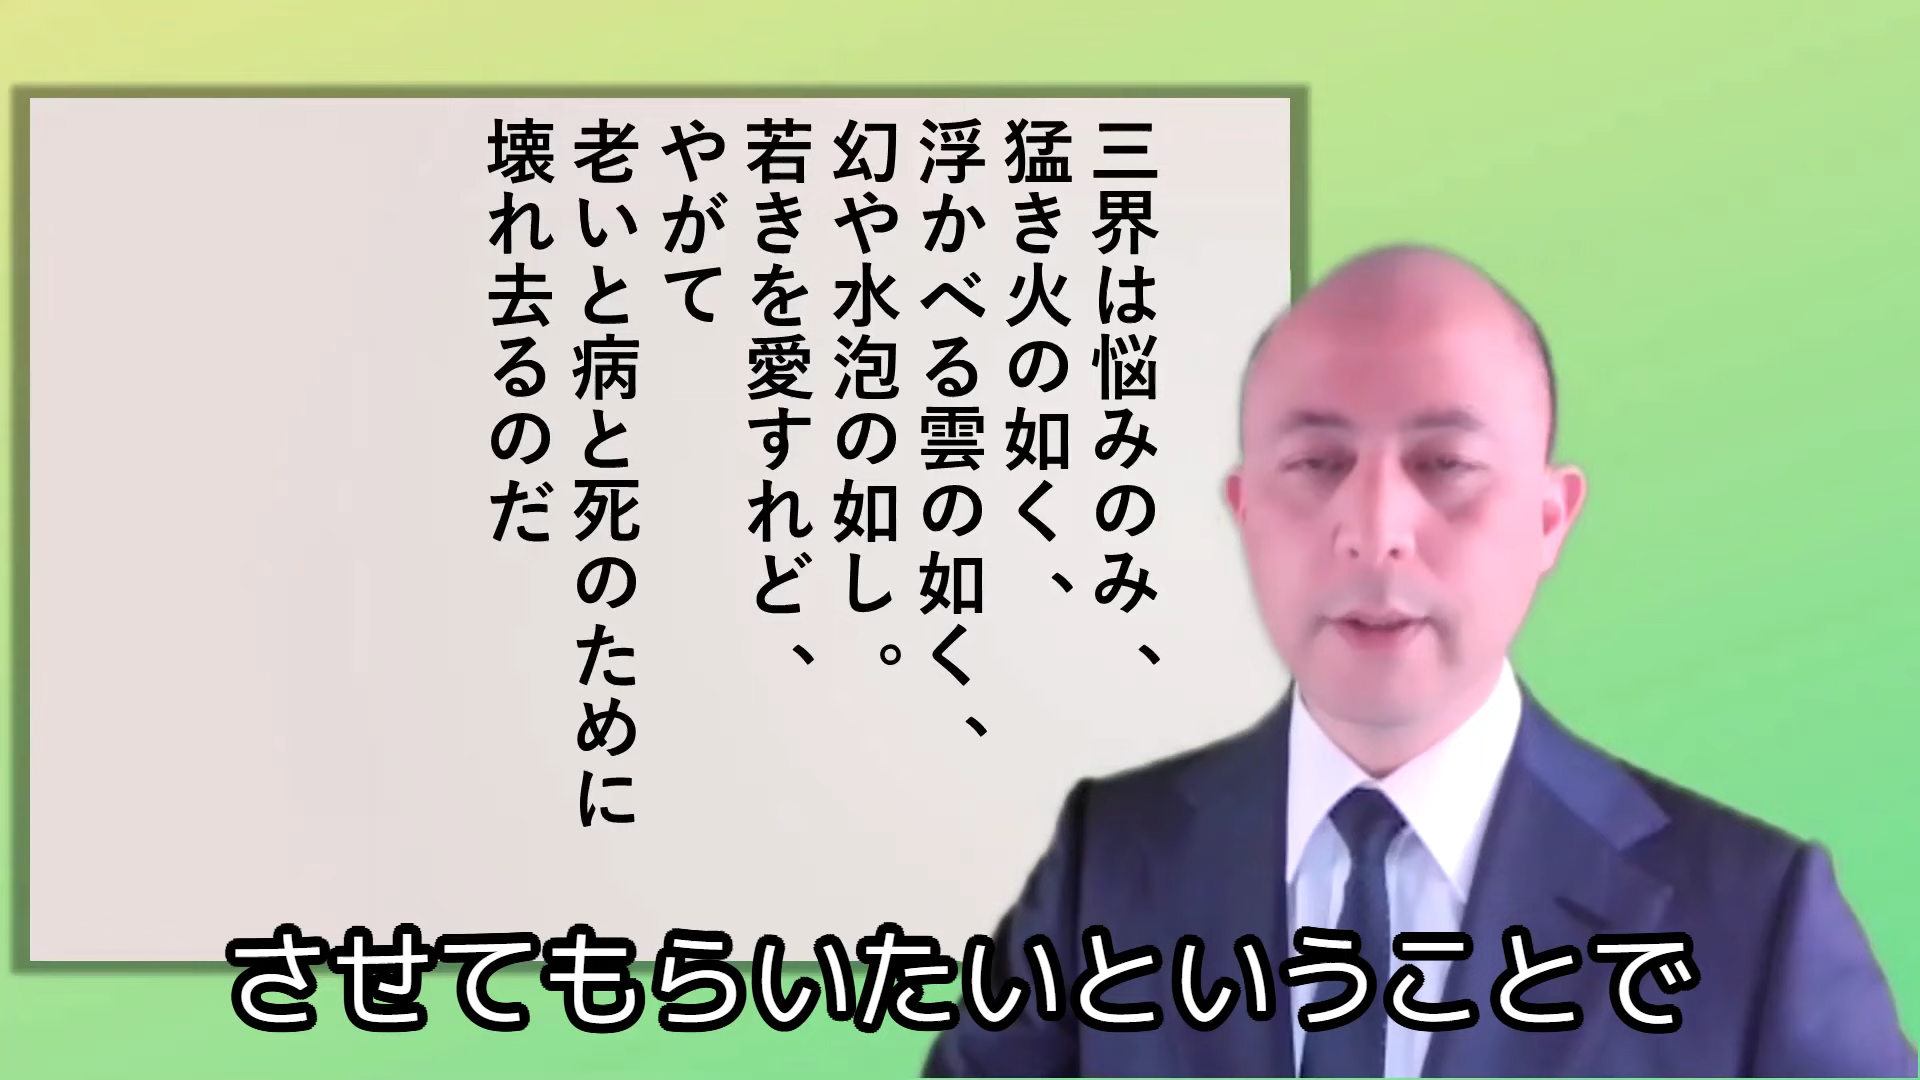 三界は悩みのみ、
猛き火の如く、
浮かべる雲の如く、
幻や水泡の如し。
若きを愛すれど、
やがて
老いと病と死のために
壊れ去るのだ
させてもらいたいということで